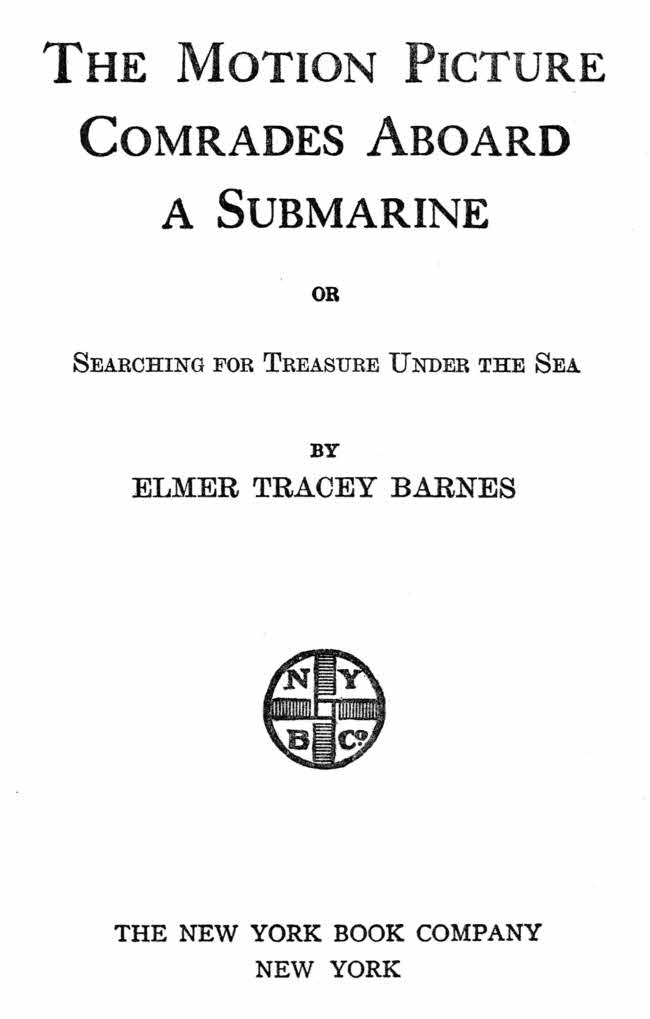 The Motion Picture
Comrades Aboard
a Submarine
OR
Searching for Treasure Under the Sea
BY
ELMER TRACEY BARNES
N Y
B Co.
THE NEW YORK BOOK COMPANY
NEW YORK